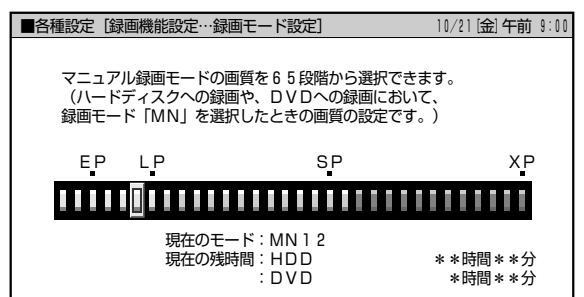 ■各種設定［録画機能設定…録画モード設定］ 10/21[金]午前 9:00
マニュアル録画モードの画質を６５段階から選択できます。
（ハードディスクへの録画や、ＤＶＤへの録画において、
録画モード「ＭＮ」を選択したときの画質の設定です。）
ＥＰ ＬＰ ＳＰ ＸＰ
現在のモード：ＭＮ１２
現在の残時間：ＨＤＤ ＊＊時間＊＊分
：ＤＶＤ ＊時間＊＊分